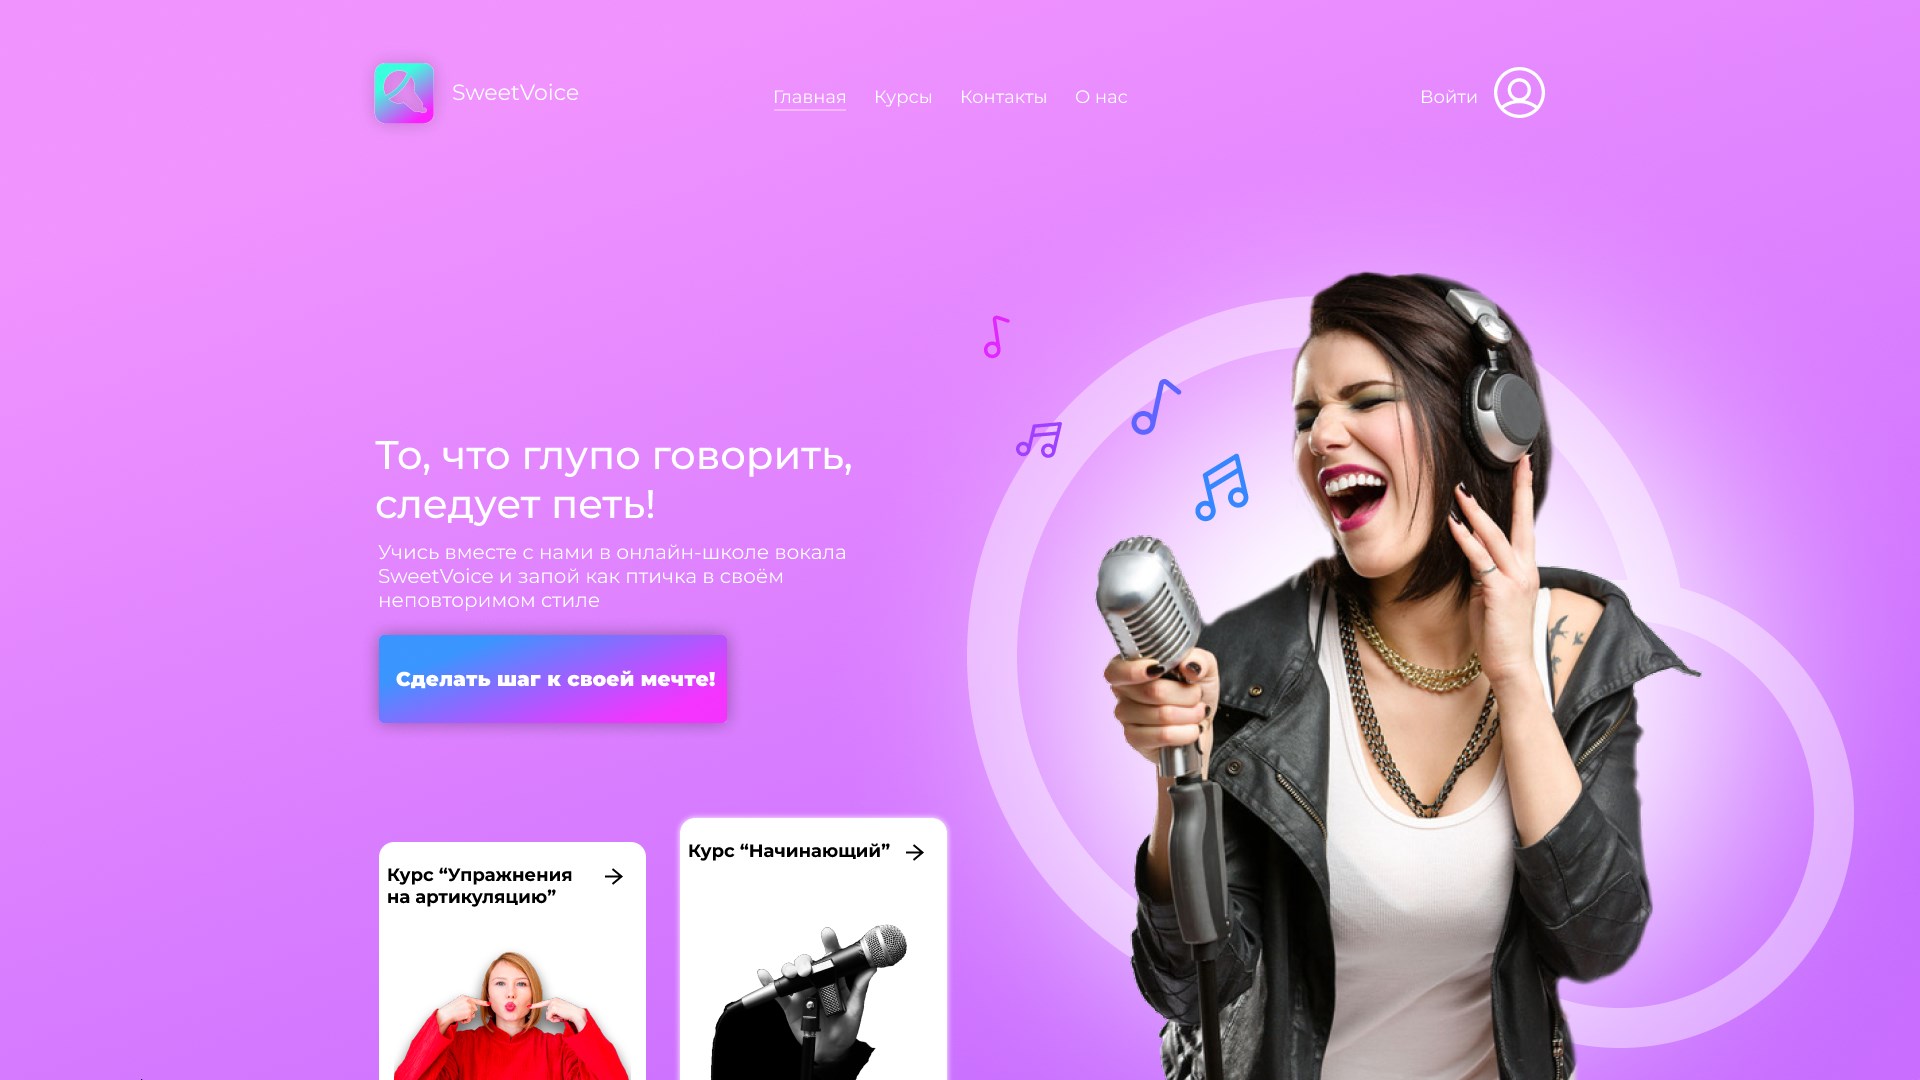 SweetVoice
Главная Курсы Контакты О нас
Войти
То, что глупо говорить,
следует петь!
Учись вместе с нами в онлайн-школе вокала
SweetVoice и запой как птичка в своём
неповторимом стиле
Сделать шаг к своей мечте!
Курс “Упражнения
на артикуляцию”
Курс “Начинающий”